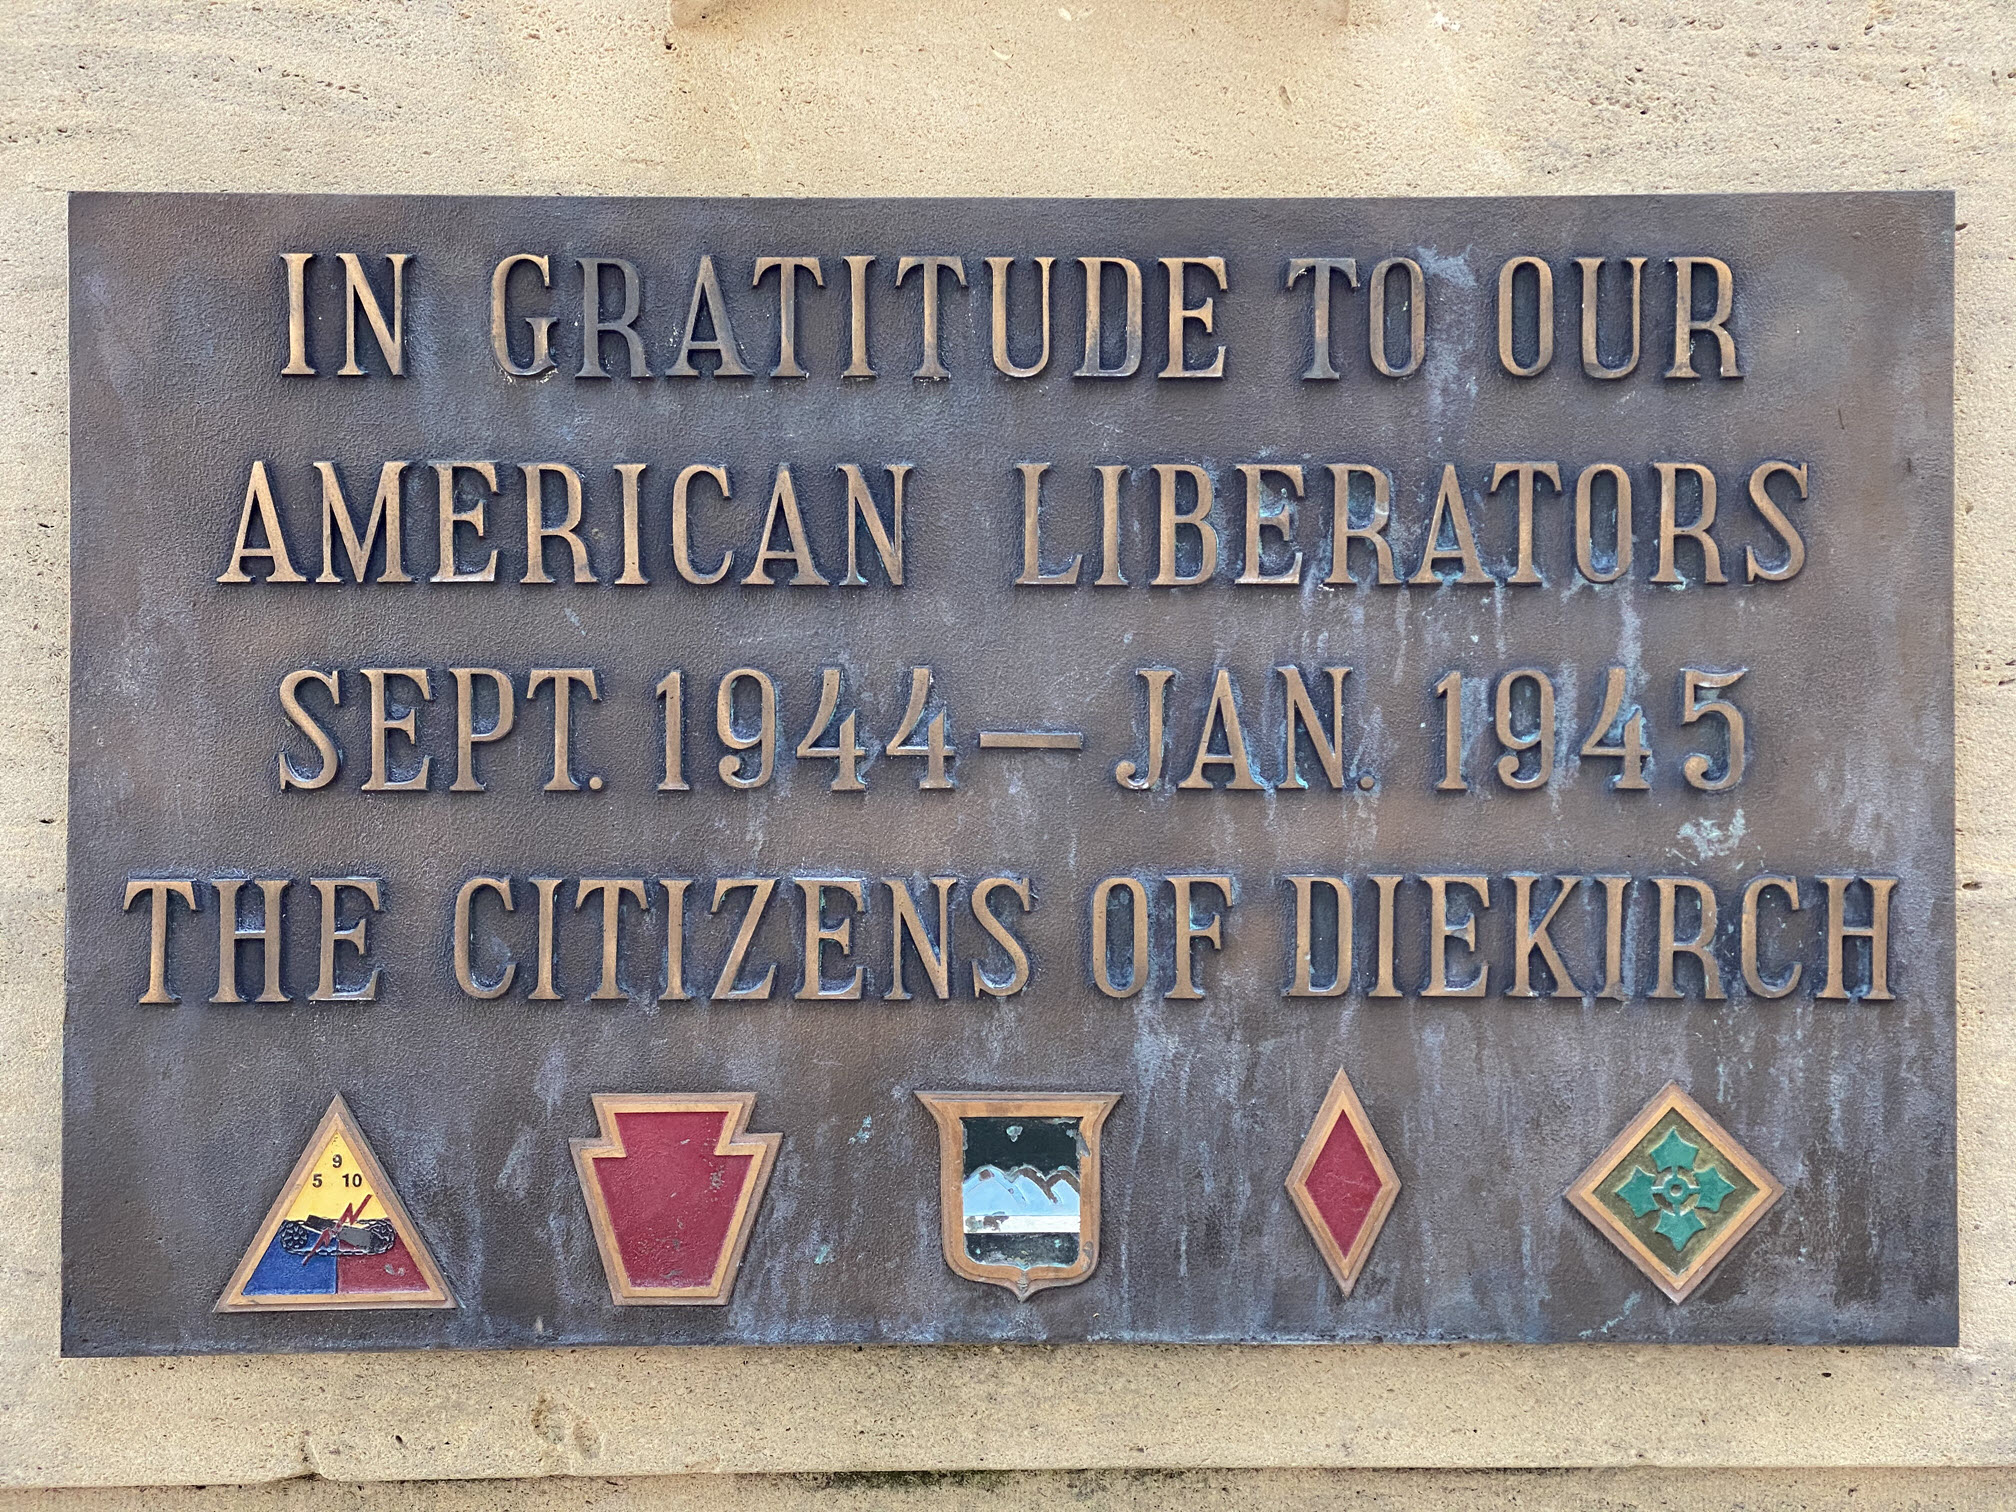 IN GRATITUDE TO OUR
AMERICAN LIBERATORS
SEPT. 1944 — JAN. 1945
THE CITIZENS OF DIEKIRCH
9
5 10